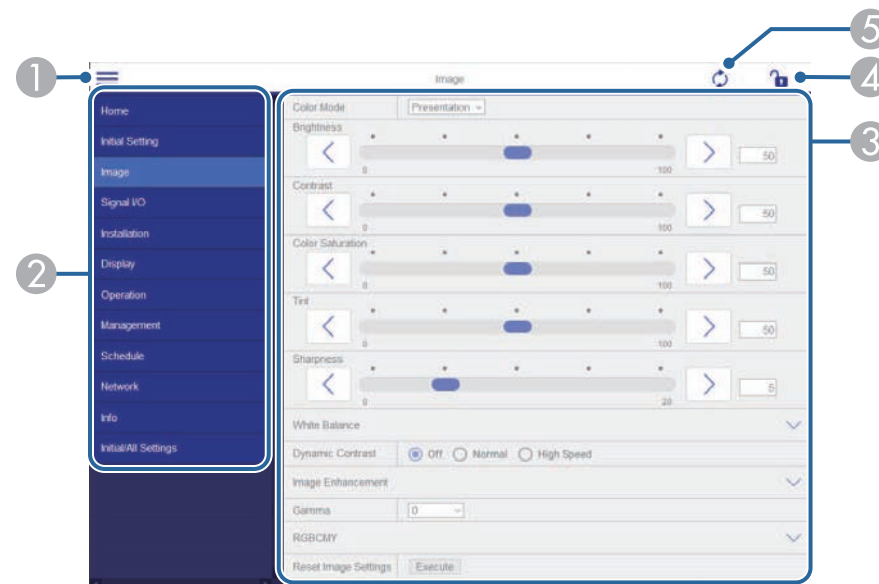 5
1
Image
4
Home
Initial Setting
Image
Signal I/O
Installation
Display
Operation
Management
Schedule
Network
Info
Initial/All Settings
2
3
Color Mode Presentation
Brightness
50
0 100
Contrast
50
0 100
Color Saturation
50
0 100
Tint
50
0 100
Sharpness
5
0 20
White Balance
Dynamic Contrast Off Normal High Speed
Image Enhancement
Gamma 0
RGBCMY
Reset Image Settings Execute